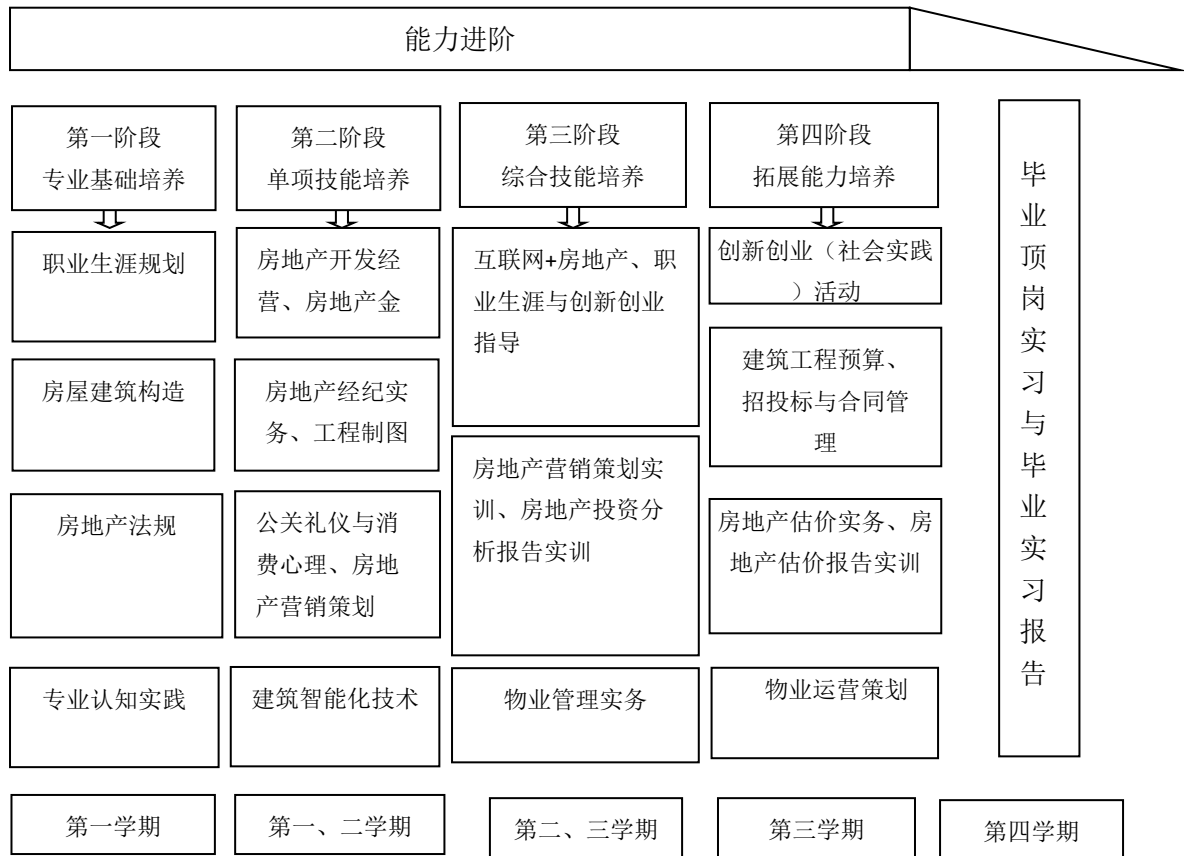 能力进阶
第一阶段
专业基础培养
第二阶段
单项技能培养
第三阶段
综合技能培养
第四阶段
拓展能力培养
职业生涯规划
房屋建筑构造
房地产法规
专业认知实践
房地产开发经
营、房地产金
房地产经纪实
务、工程制图
公关礼仪与消
费心理、房地
产营销策划
建筑智能化技术
互联网+房地产、职
业生涯与创新创业
指导
房地产营销策划实
训、房地产投资分
析报告实训
物业管理实务
创新创业（社会实践
）活动
建筑工程预算、
招投标与合同管
理
房地产估价实务、房
地产估价报告实训
物业运营策划
毕业顶岗实习与毕业实习报告
第一学期
第一、二学期
第二、三学期
第三学期
第四学期